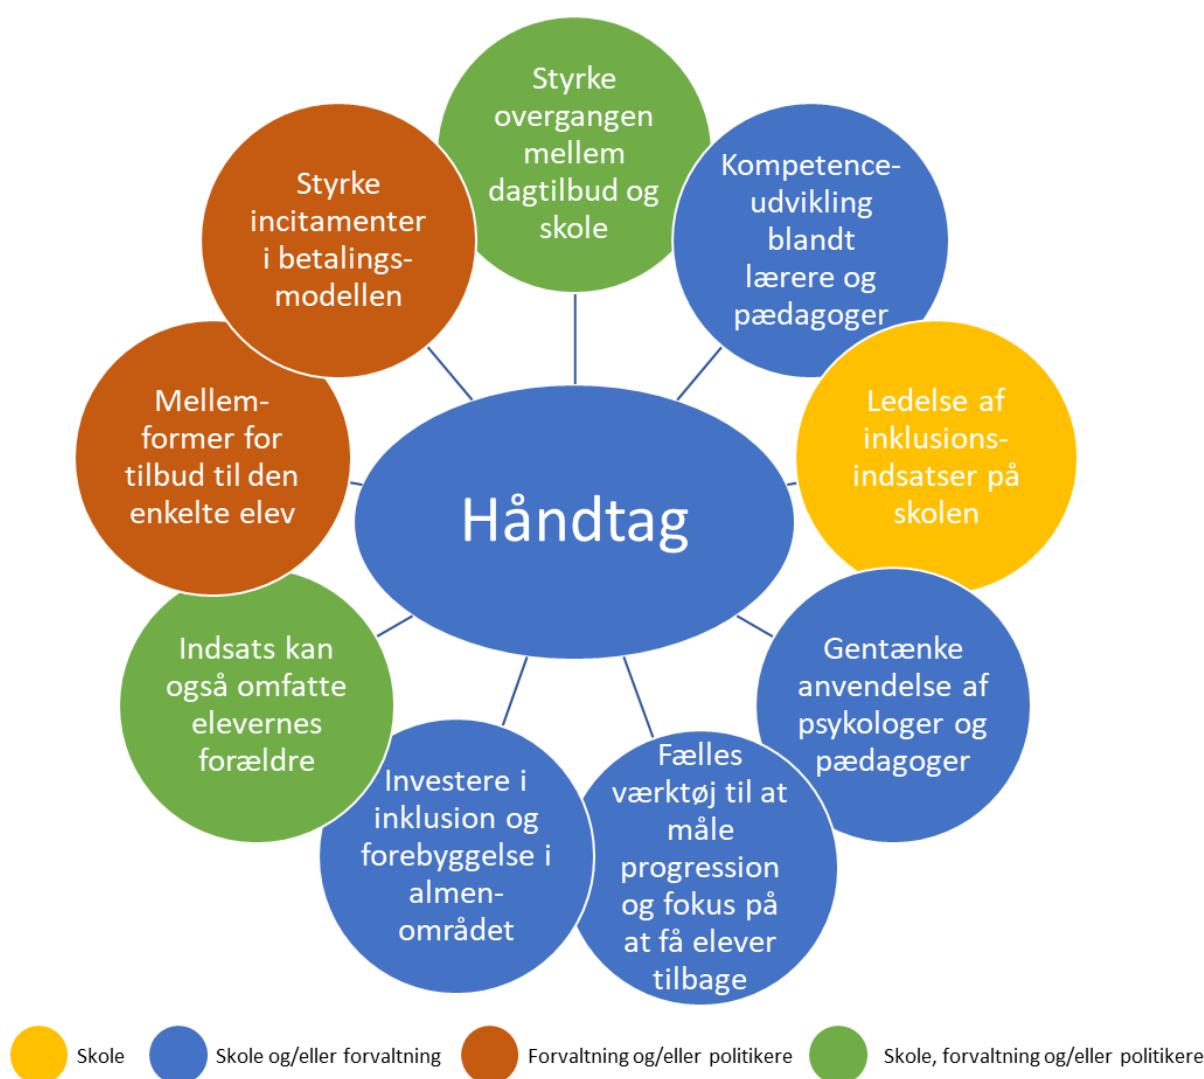 Styrke
overgangen
mellem
dagtilbud og
skole
Kompetence-
udvikling
blandt
lærere og
pædagoger
Ledelse af
inklusions-
indsatser på
skolen
Gentænke
anvendelse af
psykologer og
pædagoger
Fælles
værktøj til at
måle
progression
og fokus på
at få elever
tilbage
Investere i
inklusion og
forebyggelse i
almen-
området
Indsats kan
også omfatte
elevernes
forældre
Mellem-
former for
tilbud til den
enkelte elev
Styrke
incitamenter
i betalings-
modellen
Håndtag
Skole
Skole og/eller forvaltning
Forvaltning og/eller politikere
Skole, forvaltning og/eller politikere